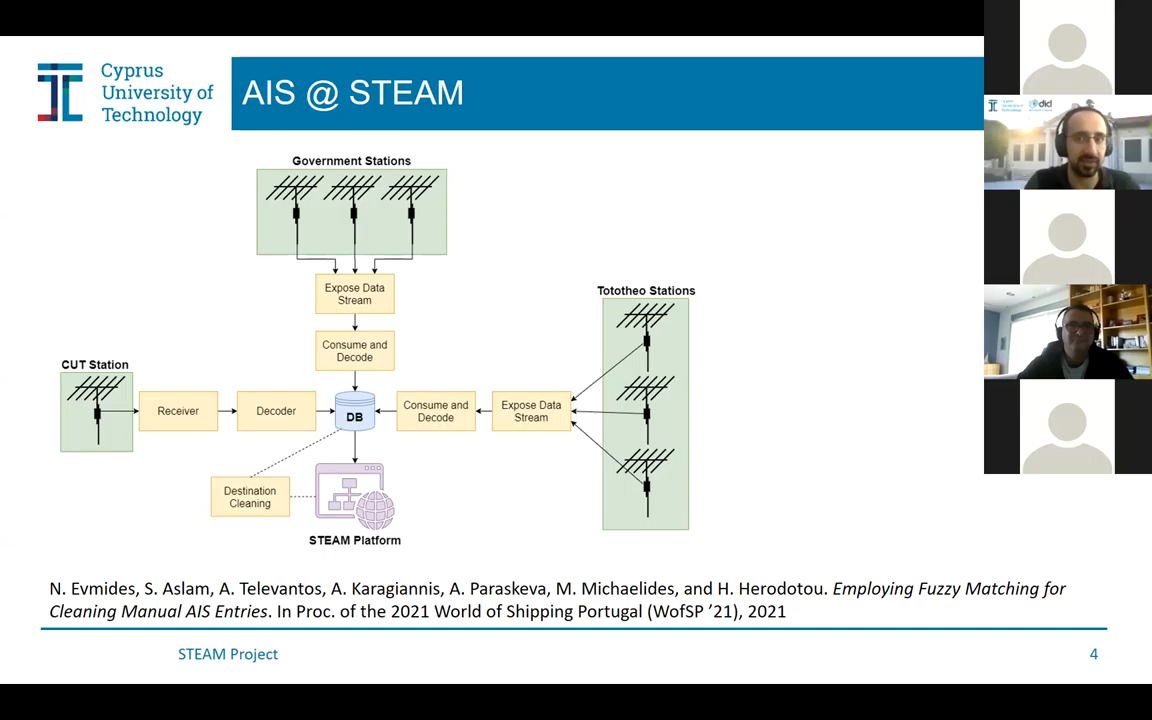 Cyprus
University of
Technology
AIS @ STEAM
Government Stations
Expose Data
Stream
Consume and
Decode
Tototheo Stations
CUT Station
Receiver
Decoder
DB
Consume and
Decode
Expose Data
Stream
Destination
Cleaning
STEAM Platform
N. Evmides, S. Aslam, A. Televantos, A. Karagiannis, A. Paraskeva, M. Michaelides, and H. Herodotou. Employing Fuzzy Matching for
Cleaning Manual AIS Entries. In Proc. of the 2021 World of Shipping Portugal (WofSP ’21), 2021
STEAM Project
4
did